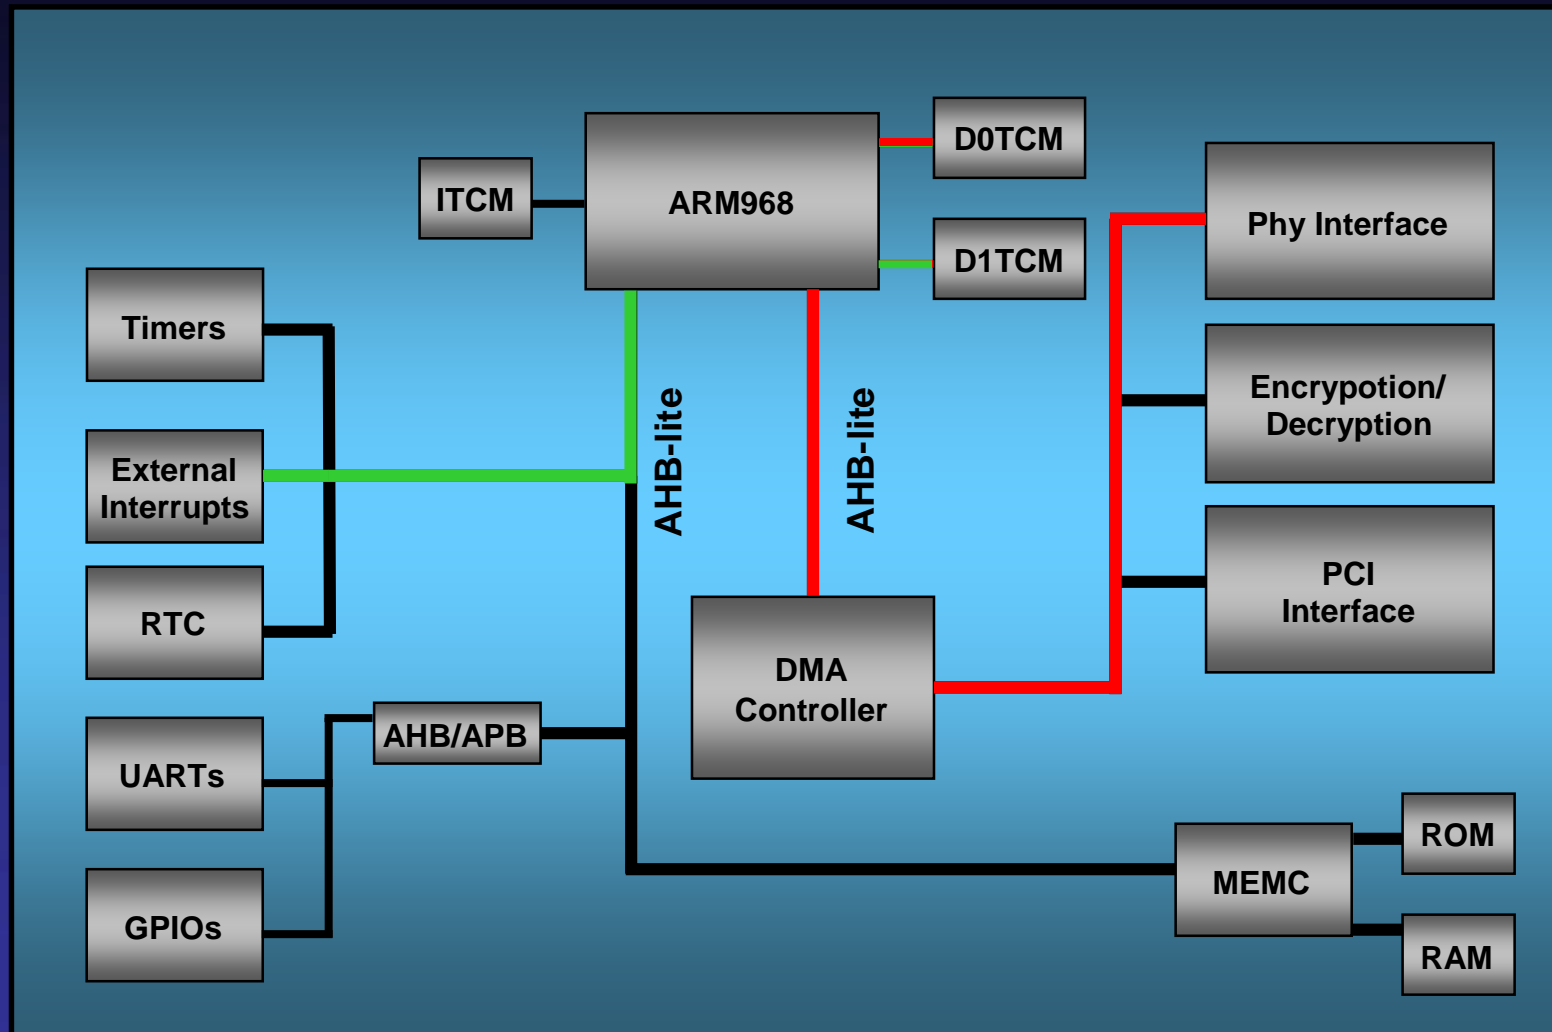 D0TCM
ITCM
ARM968
Phy Interface
D1TCM
Timers
AHB-lite
AHB-lite
Encrypotion/
Decryption
External
Interrupts
PCI
Interface
RTC
DMA
Controller
AHB/APB
UARTs
ROM
MEMC
GPIOs
RAM